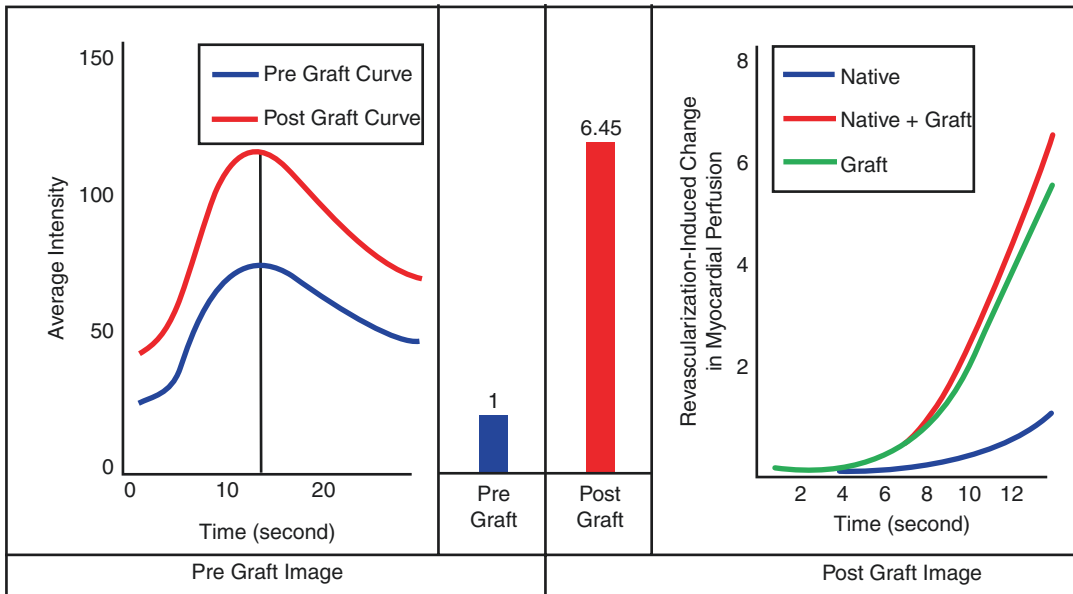 150
100
50
0
Average Intensity
Pre Graft Curve
Post Graft Curve
0 10 20
Time (second)
1
Pre
Graft
6.45
Post
Graft
Revascularization-Induced Change
in Myocardial Perfusion
8
6
4
2
0
Native
Native + Graft
Graft
2 4 6 8 10 12
Time (second)
Pre Graft Image
Post Graft Image